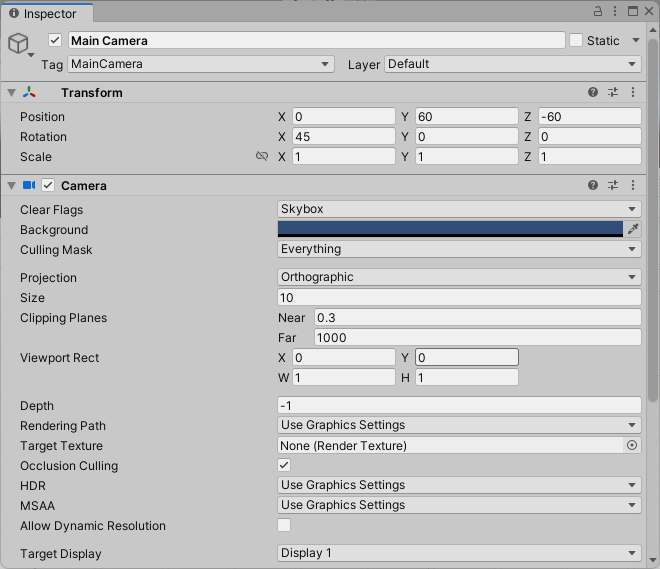 Inspector
Main Camera Static
Tag MainCamera Layer Default
Transform
Position X 0 Y 60 Z -60
Rotation X 45 Y 0 Z 0
Scale X 1 Y 1 Z 1
Camera
Clear Flags Skybox
Background
Culling Mask Everything
Projection Orthographic
Size 10
Clipping Planes Near 0.3
Far 1000
Viewport Rect X 0 Y 0
W 1 H 1
Depth -1
Rendering Path Use Graphics Settings
Target Texture None (Render Texture)
Occlusion Culling
HDR Use Graphics Settings
MSAA Use Graphics Settings
Allow Dynamic Resolution
Target Display Display 1